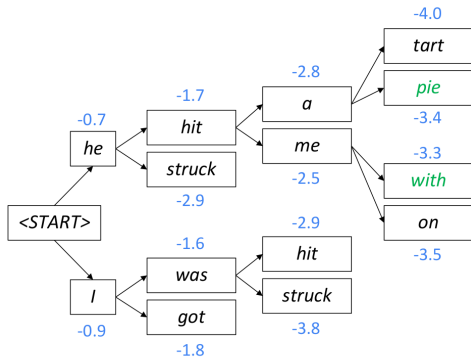 -4.0
tart
-2.8
-1.7
a
pie
-0.7
hit
-3.4
he
me
-3.3
struck
with
-2.9
-2.5
<START>
-2.9
on
-1.6
hit
-3.5
was
I
struck
got
-0.9
-3.8
-1.8